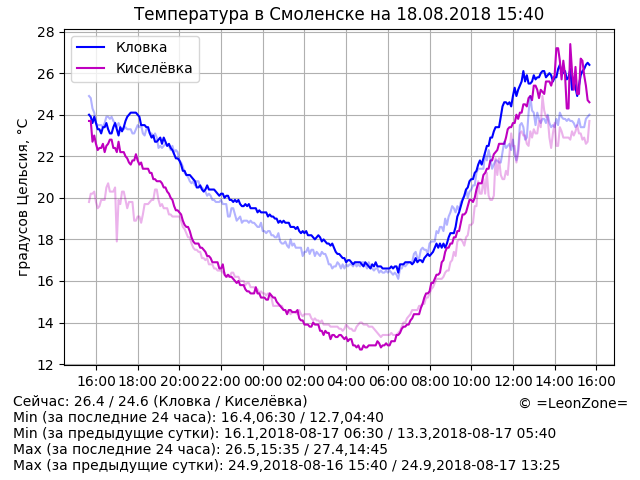 Температура в Смоленске на 18.08.2018 15:40
Кловка
Киселёвка
градусов Цельсия, °C
28
26
24
22
20
18
16
14
12
16:00 18:00 20:00 22:00 00:00 02:00 04:00 06:00 08:00 10:00 12:00 14:00 16:00
Сейчас: 26.4 / 24.6 (Кловка / Киселёвка)
© =LeonZone=
Min (за последние 24 часа): 16.4,06:30 / 12.7,04:40
Min (за предыдущие сутки): 16.1,2018-08-17 06:30 / 13.3,2018-08-17 05:40
Max (за последние 24 часа): 26.5,15:35 / 27.4,14:45
Max (за предыдущие сутки): 24.9,2018-08-16 15:40 / 24.9,2018-08-17 13:25